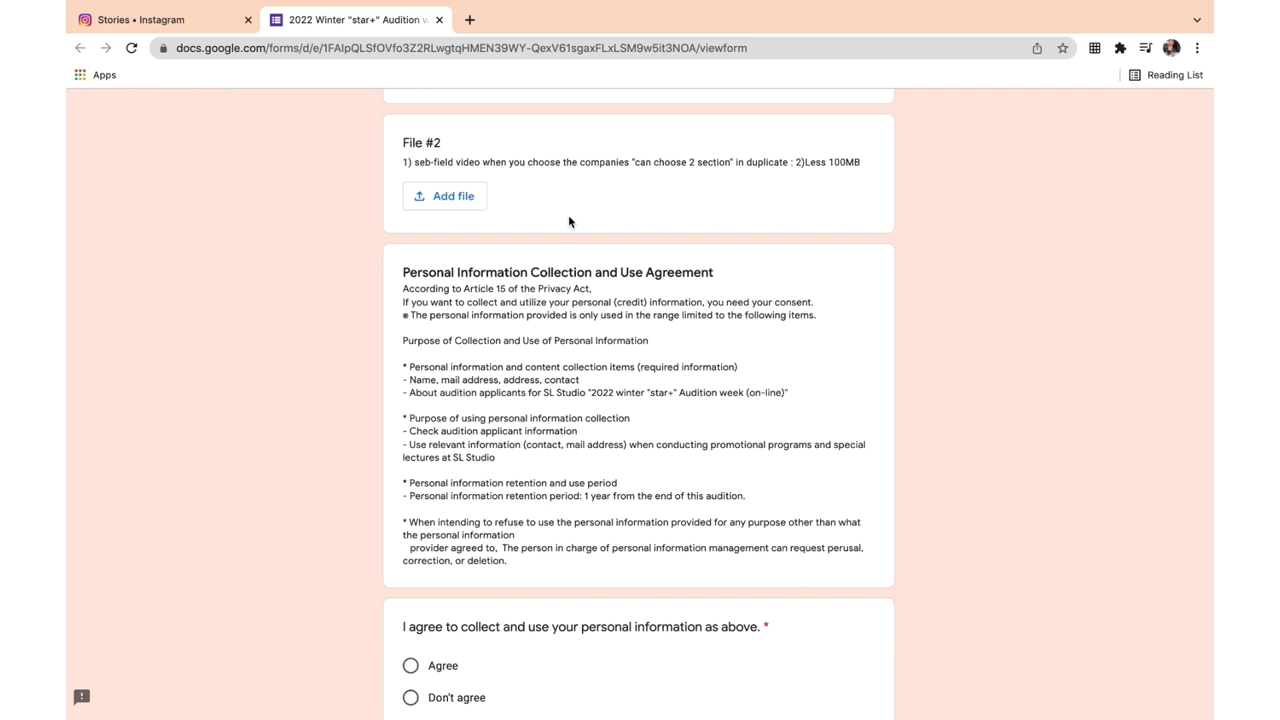 Stories • Instagram
2022 Winter "star+" Audition w
docs.google.com/forms/d/e/1FAIpQLSfOVfo3Z2RLwgtqHMEN39WY-QexV61sgaxFLxLSM9w5it3NOA/viewform
Apps
Reading List
File #2
1) seb-field video when you choose the companies "can choose 2 section" in duplicate : 2)Less 100MB
Add file
Personal Information Collection and Use Agreement
According to Article 15 of the Privacy Act,
If you want to collect and utilize your personal (credit) information, you need your consent.
※ The personal information provided is only used in the range limited to the following items.
Purpose of Collection and Use of Personal Information
* Personal information and content collection items (required information)
- Name, mail address, address, contact
- About audition applicants for SL Studio "2022 winter "star+" Audition week (on-line)"
* Purpose of using personal information collection
- Check audition applicant information
- Use relevant information (contact, mail address) when conducting promotional programs and special
lectures at SL Studio
* Personal information retention and use period
- Personal information retention period: 1 year from the end of this audition.
* When intending to refuse to use the personal information provided for any purpose other than what
the personal information
provider agreed to, The person in charge of personal information management can request perusal,
correction, or deletion.
I agree to collect and use your personal information as above. *
Agree
Don't agree